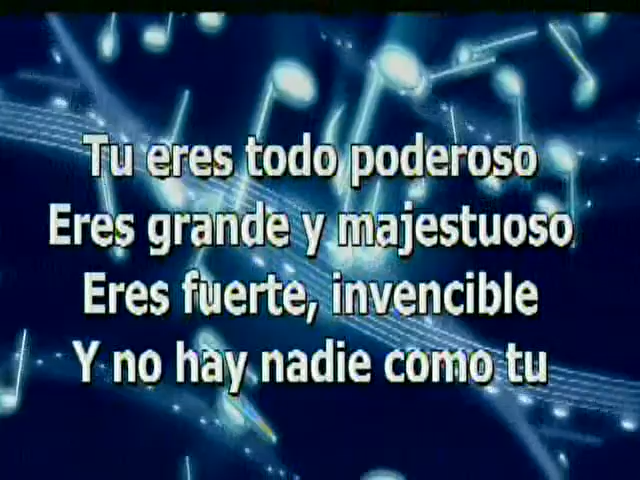 Tu eres todo poderoso
Eres grande y majestuoso
Eres fuerte, invencible
Y no hay nadie como tu